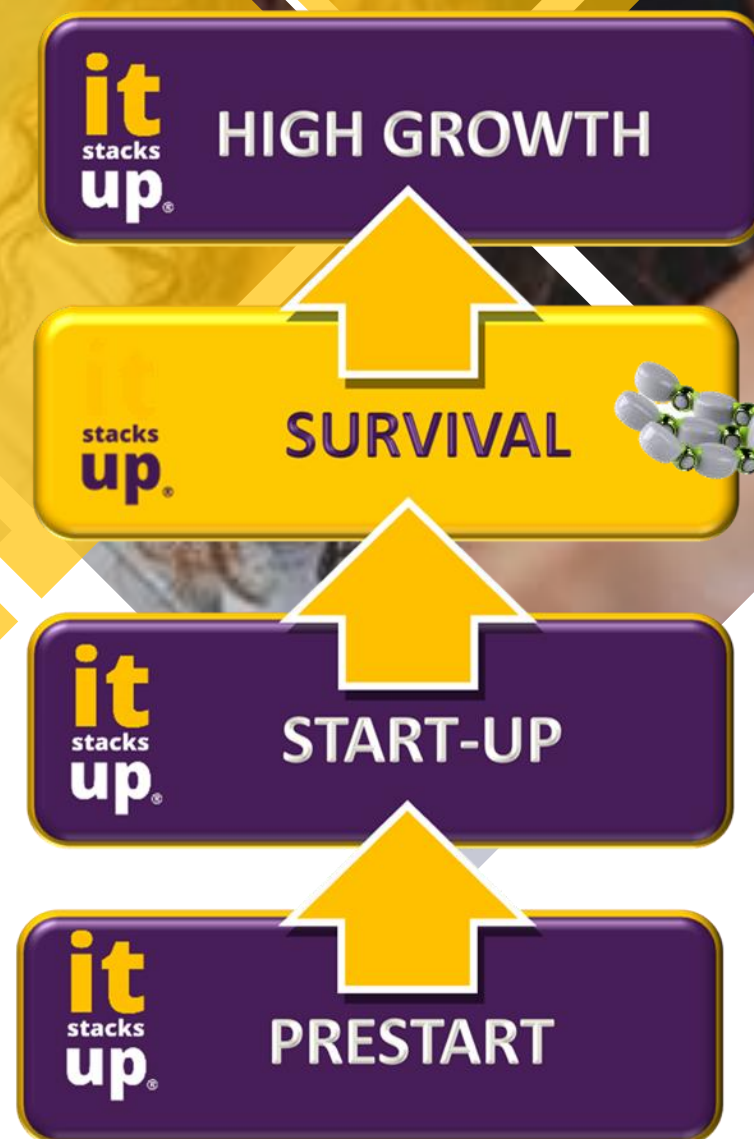 it
stacks
up®
HIGH GROWTH
it
stacks
up®
SURVIVAL
it
stacks
up®
START-UP
it
stacks
up®
PRESTART